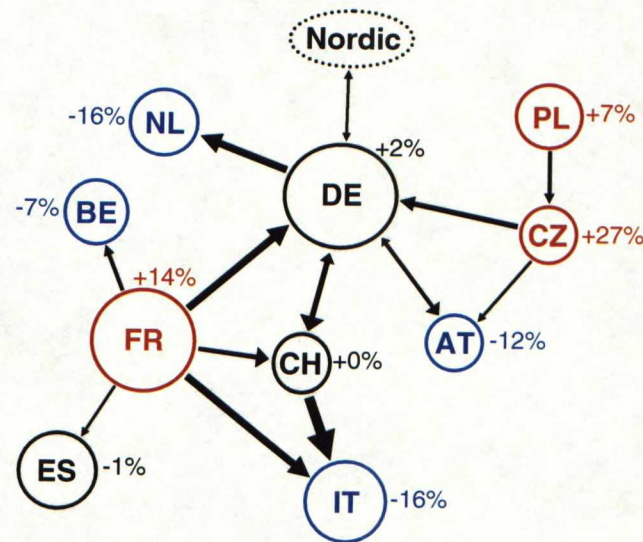 Nordic
-16%
NL
PL
+7%
+2%
DE
-7%
BE
CZ
+27%
+14%
FR
CH
+0%
AT
-12%
ES
-1%
IT
-16%